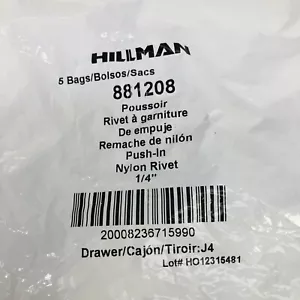 HILLMAN
5 Bags/Bolsos/Sacs
881208
Poussoir
Rivet à garniture
De empuje
Remache de nilón
Push-In
Nylon Rivet
1/4"
20008236715990
Drawer/Cajón/Tiroir:J4
Lot# HO12315481